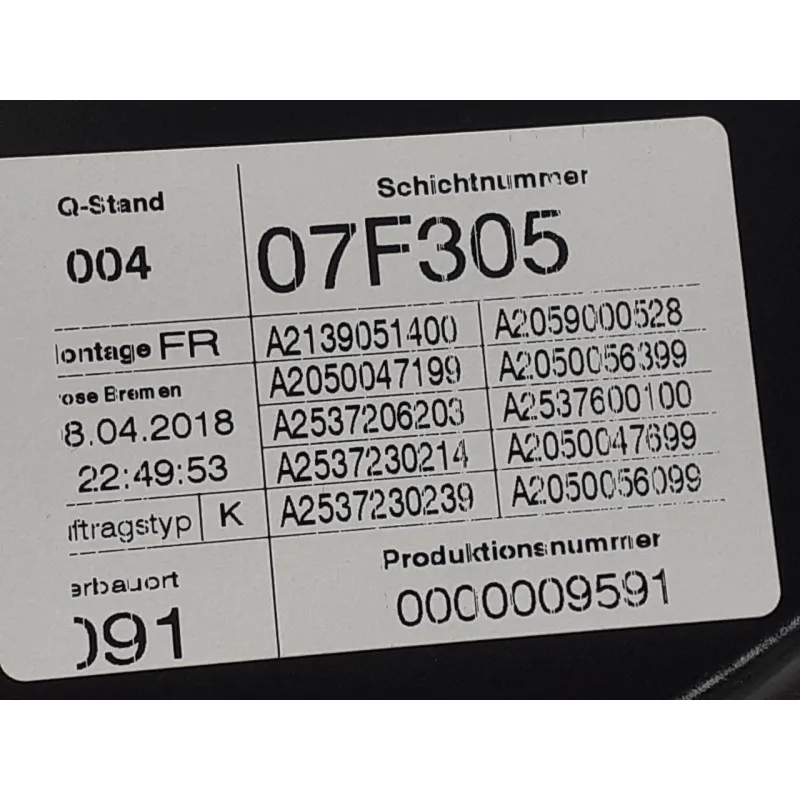 Q-Stand
004
Schichtnummer
07F305
lontage FR
A2139051400 A2059000528
rose Bremen
A2050047199 A2050056399
8.04.2018
A2537206203 A2537600100
22:49:53
A2537230214 A2050047699
uftragstyp K
A2537230239 A2050056099
erbauort
091
Produktionsnummer
0000009591